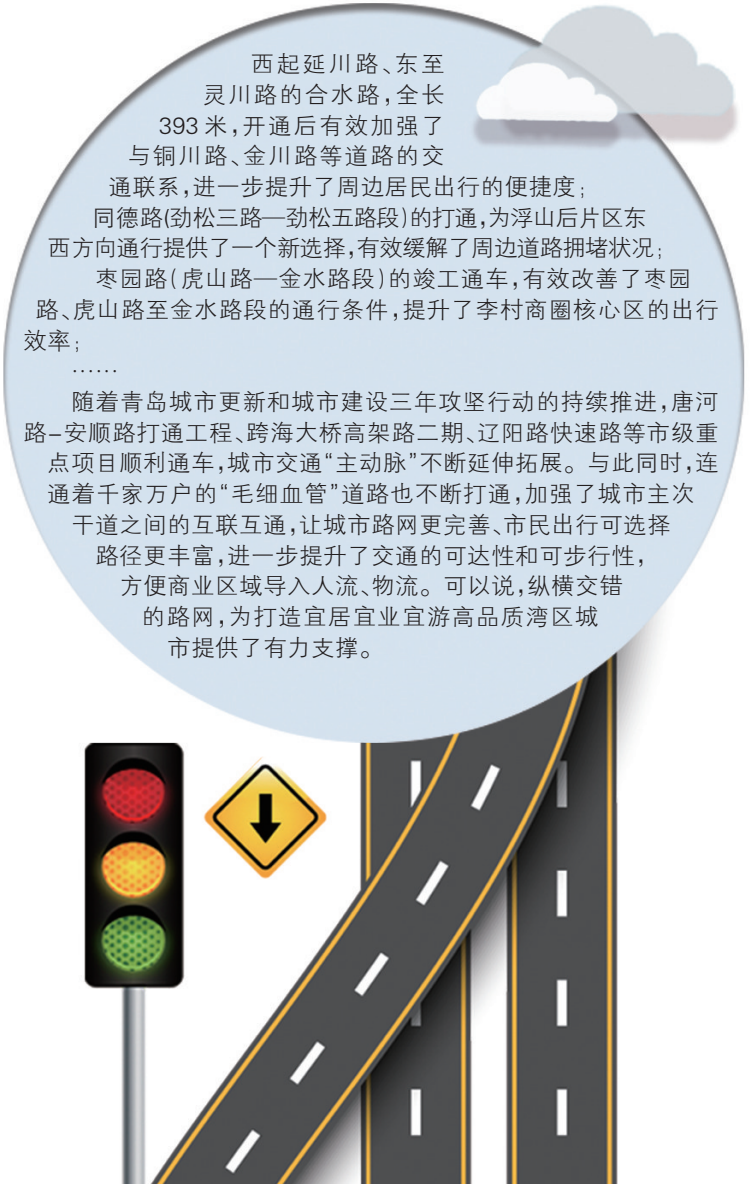 西起延川路、东至
灵川路的合水路,全长
393米,开通后有效加强了
与铜川路、金川路等道路的交
通联系,进一步提升了周边居民出行的便捷度;
同德路(劲松三路—劲松五路段)的打通,为浮山后片区东
西方向通行提供了一个新选择,有效缓解了周边道路拥堵状况;
枣园路(虎山路—金水路段)的竣工通车,有效改善了枣园
路、虎山路至金水路段的通行条件,提升了李村商圈核心区的出行
效率;
……
随着青岛城市更新和城市建设三年攻坚行动的持续推进,唐河
路-安顺路打通工程、跨海大桥高架路二期、辽阳路快速路等市级重
点项目顺利通车,城市交通“主动脉”不断延伸拓展。与此同时,连
通着千家万户的“毛细血管”道路也不断打通,加强了城市主次
干道之间的互联互通,让城市路网更完善、市民出行可选择
路径更丰富,进一步提升了交通的可达性和可步行性,
方便商业区域导入人流、物流。可以说,纵横交错
的路网,为打造宜居宜业宜游高品质湾区城
市提供了有力支撑。